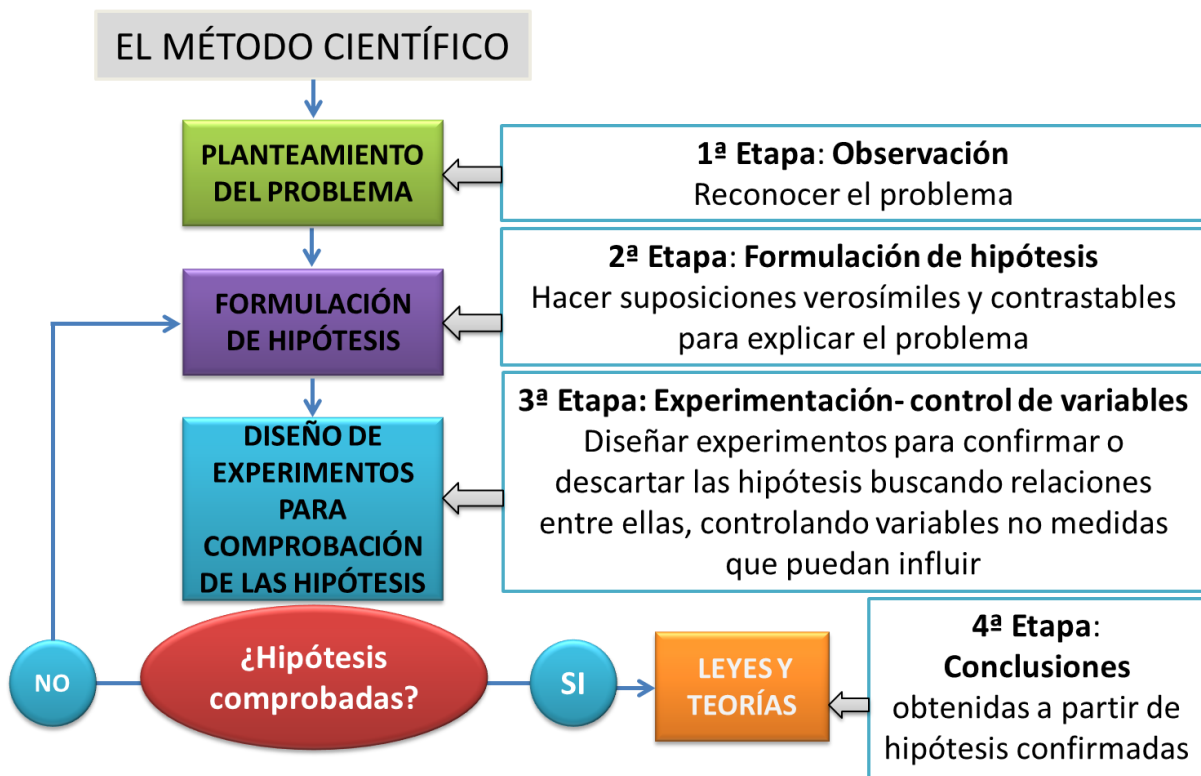 EL MÉTODO CIENTÍFICO
PLANTEAMIENTO
DEL PROBLEMA
1ª Etapa: Observación
Reconocer el problema
FORMULACIÓN
DE HIPÓTESIS
2ª Etapa: Formulación de hipótesis
Hacer suposiciones verosímiles y contrastables
para explicar el problema
DISEÑO DE
EXPERIMENTOS
PARA
COMPROBACIÓN
DE LAS HIPÓTESIS
3ª Etapa: Experimentación- control de variables
Diseñar experimentos para confirmar o
descartar las hipótesis buscando relaciones
entre ellas, controlando variables no medidas
que puedan influir
NO
¿Hipótesis
comprobadas?
SI
LEYES Y
TEORÍAS
4ª Etapa:
Conclusiones
obtenidas a partir de
hipótesis confirmadas